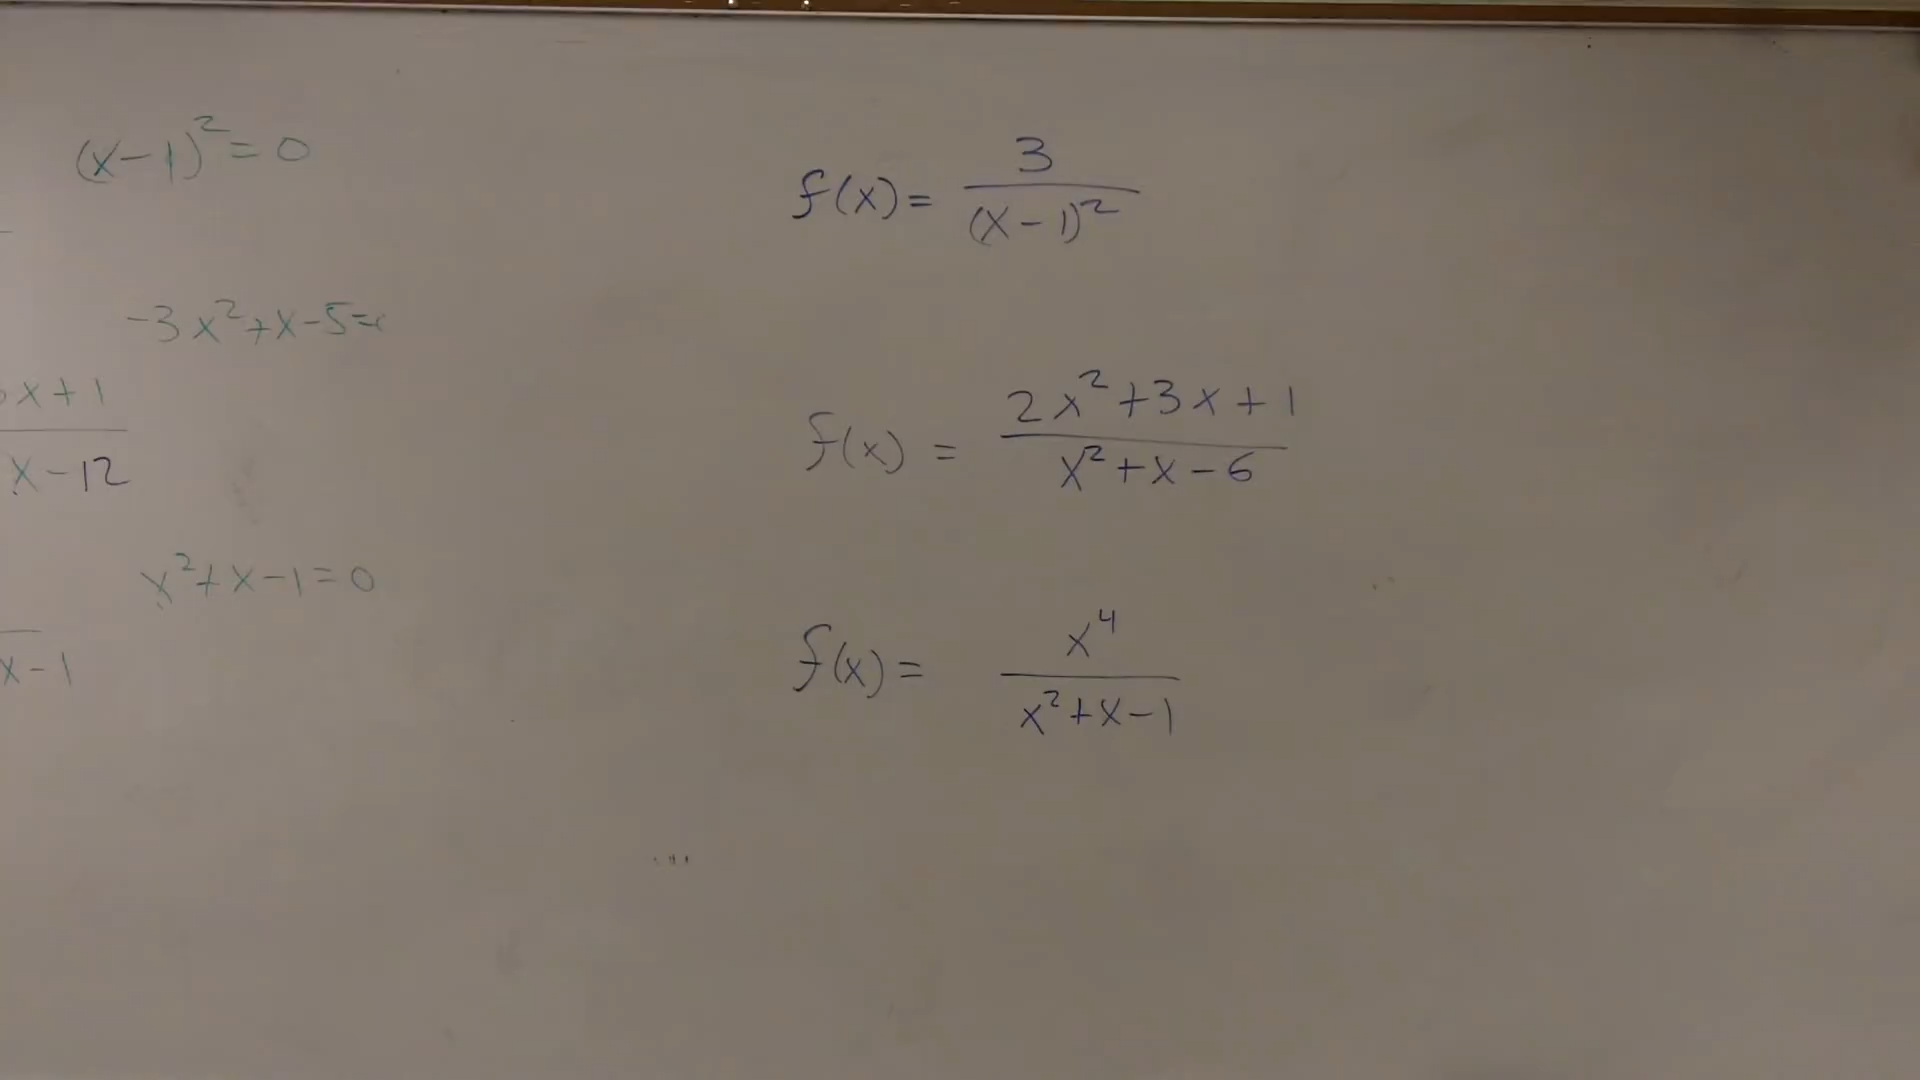 (x-1)² = 0
f(x) = 3/(x-1)²
-3x²+x-5=
x+1
x-12
f(x) = (2x²+3x+1)/(x²+x-6)
x²+x-1=0
x-1
f(x) = x⁴/(x²+x-1)